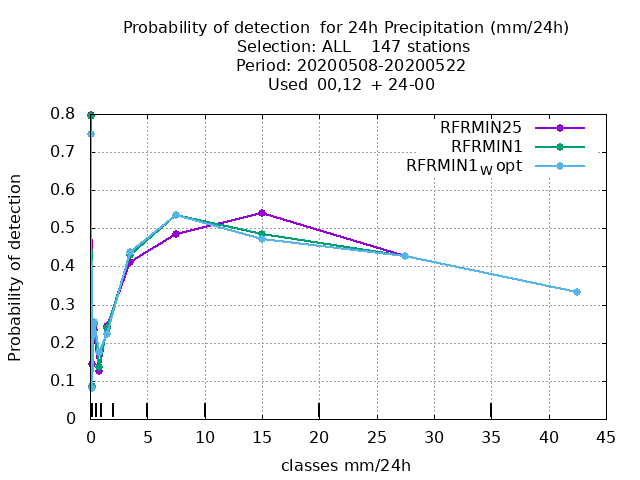 Probability of detection  for 24h Precipitation (mm/24h)
Selection: ALL    147 stations
Period: 20200508-20200522
Used  00,12  + 24-00
0.8
0.7
0.6
0.5
0.4
0.3
0.2
0.1
0
Probability of detection
RFRMIN25
RFRMIN1
RFRMIN1W opt
0 5 10 15 20 25 30 35 40 45
classes mm/24h